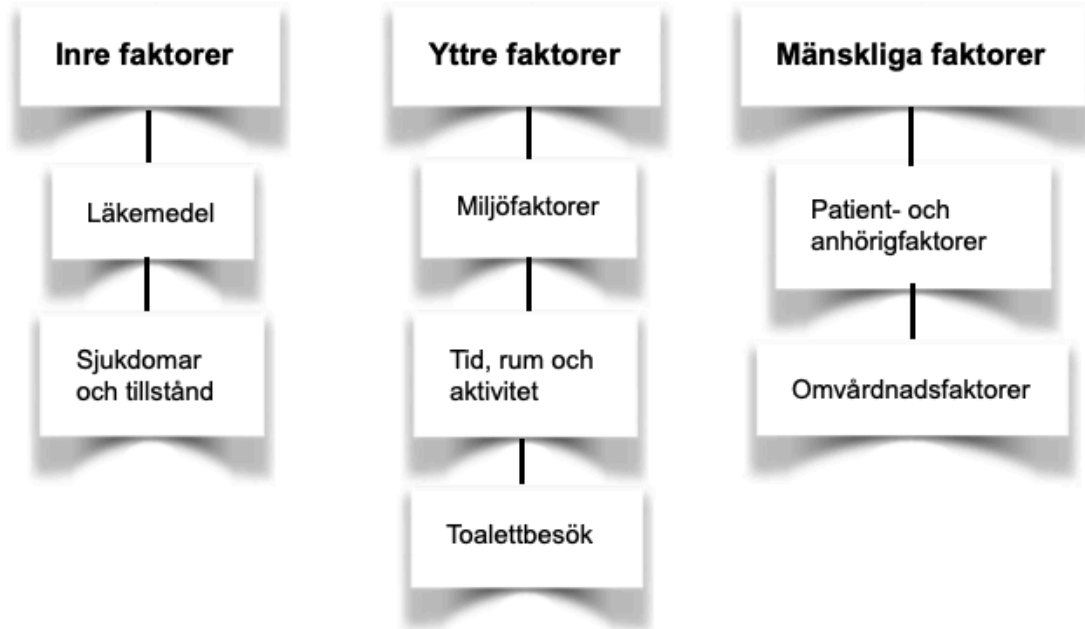 Inre faktorer
Läkemedel
Sjukdomar
och tillstånd
Yttre faktorer
Miljöfaktorer
Tid, rum och
aktivitet
Toalettbesök
Mänskliga faktorer
Patient- och
anhörigfaktorer
Omvårdnadsfaktorer